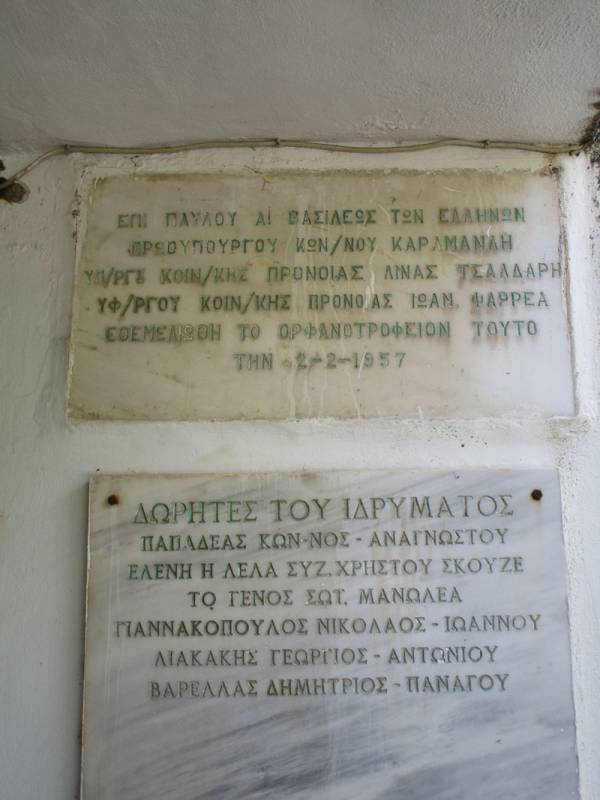 ΕΠΙ ΠΑΥΛΟΥ ΑΙ ΒΑΣΙΛΕΩΣ ΤΩΝ ΕΛΛΗΝΩΝ
ΠΡΩΘΥΠΟΥΡΓΟΥ ΚΩΝ/ΝΟΥ ΚΑΡΑΜΑΝΛΗ
ΥΠ/ΡΓΟΥ ΚΟΙΝ/ΚΗΣ ΠΡΟΝΟΙΑΣ ΛΙΝΑΣ ΤΣΑΛΔΑΡΗ
ΥΦ/ΡΓΟΥ ΚΟΙΝ/ΚΗΣ ΠΡΟΝΟΙΑΣ ΙΩΑΝ. ΨΑΡΡΕΑ
ΕΘΕΜΕΛΙΩΘΗ ΤΟ ΟΡΦΑΝΟΤΡΟΦΕΙΟΝ ΤΟΥΤΟ
ΤΗΝ 2-2-1957
ΔΩΡΗΤΕΣ ΤΟΥ ΙΔΡΥΜΑΤΟΣ
ΠΑΠΑΔΕΑΣ ΚΩΝ-ΝΟΣ - ΑΝΑΓΝΩΣΤΟΥ
ΕΛΕΝΗ Η ΛΕΛΑ ΣΥΖ. ΧΡΗΣΤΟΥ ΣΚΟΥΖΕ
ΤΟ ΓΕΝΟΣ ΣΩΤ. ΜΑΝΩΛΕΑ
ΓΙΑΝΝΑΚΟΠΟΥΛΟΣ ΝΙΚΟΛΑΟΣ - ΙΩΑΝΝΟΥ
ΛΙΑΚΑΚΗΣ ΓΕΩΡΓΙΟΣ - ΑΝΤΩΝΙΟΥ
ΒΑΡΕΛΛΑΣ ΔΗΜΗΤΡΙΟΣ - ΠΑΝΑΓΟΥ